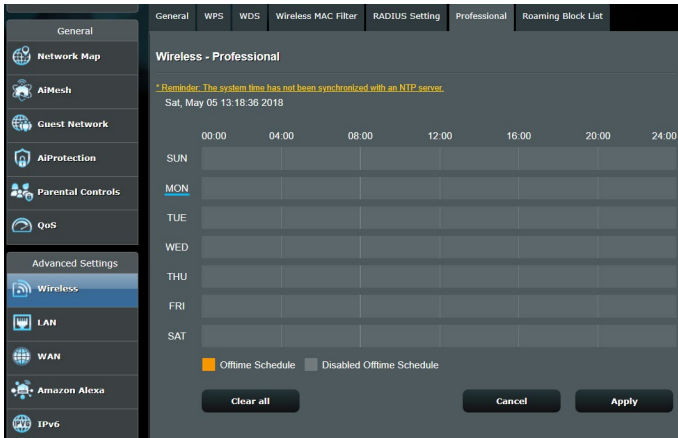 General WPS WDS Wireless MAC Filter RADIUS Setting Professional Roaming Block List
General
Network Map
AiMesh
Guest Network
AiProtection
Parental Controls
QoS
Advanced Settings
Wireless
LAN
WAN
Amazon Alexa
IPv6
Wireless - Professional
* Reminder: The system time has not been synchronized with an NTP server.
Sat, May 05 13:18:36 2018
00:00 04:00 08:00 12:00 16:00 20:00 24:00
SUN
MON
TUE
WED
THU
FRI
SAT
Offtime Schedule Disabled Offtime Schedule
Clear all Cancel Apply